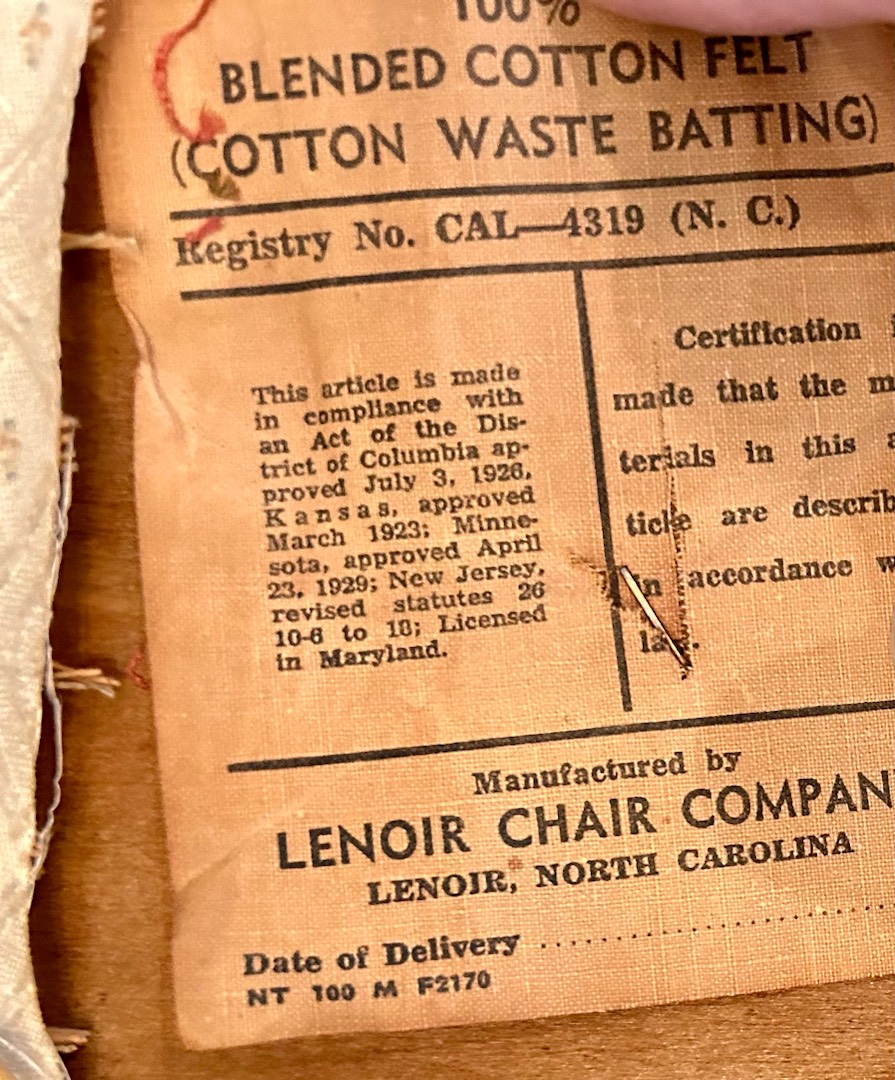 100%
BLENDED COTTON FELT
(COTTON WASTE BATTING)
Registry No. CAL—4319 (N. C.)
This article is made
in compliance with
an Act of the Dis-
trict of Columbia ap-
proved July 3, 1926,
Kansas, approved
March 1923; Minne-
sota, approved April
23, 1929; New Jersey,
revised statutes 26
10-6 to 18; Licensed
in Maryland.
Certification i
made that the m
terials in this a
ticle are describ
in accordance w
la .
Manufactured by
LENOIR CHAIR COMPAN
LENOIR, NORTH CAROLINA
Date of Delivery ..............................
NT 100 M F2170